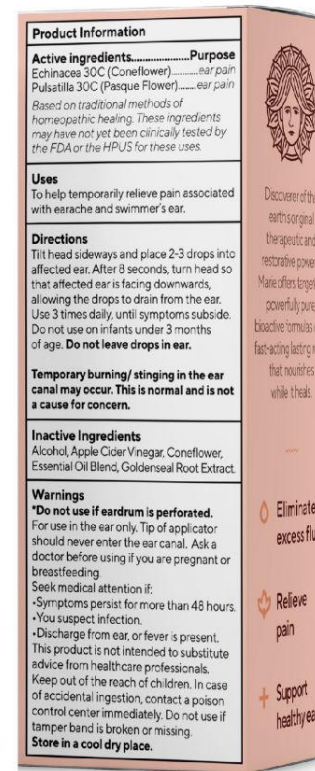 Product Information
Active ingredients......................Purpose
Echinacea 30C (Coneflower)..........ear pain
Pulsatilla 30C (Pasque Flower)......ear pain
Based on traditional methods of
homeopathic healing. These ingredients
may have not yet been clinically tested by
the FDA or the HPUS for these uses.
Uses
To help temporarily relieve pain associated
with earache and swimmer's ear.
Directions
Tilt head sideways and place 2-3 drops into
affected ear. After 8 seconds, turn head so
that affected ear is facing downwards,
allowing the drops to drain from the ear.
Use 3 times daily, until symptoms subside.
Do not use on infants under 3 months
of age. Do not leave drops in ear.
Temporary burning/ stinging in the ear
canal may occur. This is normal and is not
a cause for concern.
Inactive Ingredients
Alcohol, Apple Cider Vinegar, Coneflower,
Essential Oil Blend, Goldenseal Root Extract.
Warnings
*Do not use if eardrum is perforated.
For use in the ear only. Tip of applicator
should never enter the ear canal. Ask a
doctor before using if you are pregnant or
breastfeeding.
Seek medical attention if:
•Symptoms persist for more than 48 hours.
•You suspect infection.
•Discharge from ear, or fever is present.
This product is not intended to substitute
advice from healthcare professionals.
Keep out of the reach of children. In case
of accidental ingestion, contact a poison
control center immediately. Do not use if
tamper band is broken or missing.
Store in a cool dry place.
Discoverer of the
earth's original
therapeutic and
restorative power
Marie offers
powerfully pure
bioactive formulas
fast-acting lasting
that nourishes
while it heals.
Eliminate
excess
Relieve
pain
Support
healthy